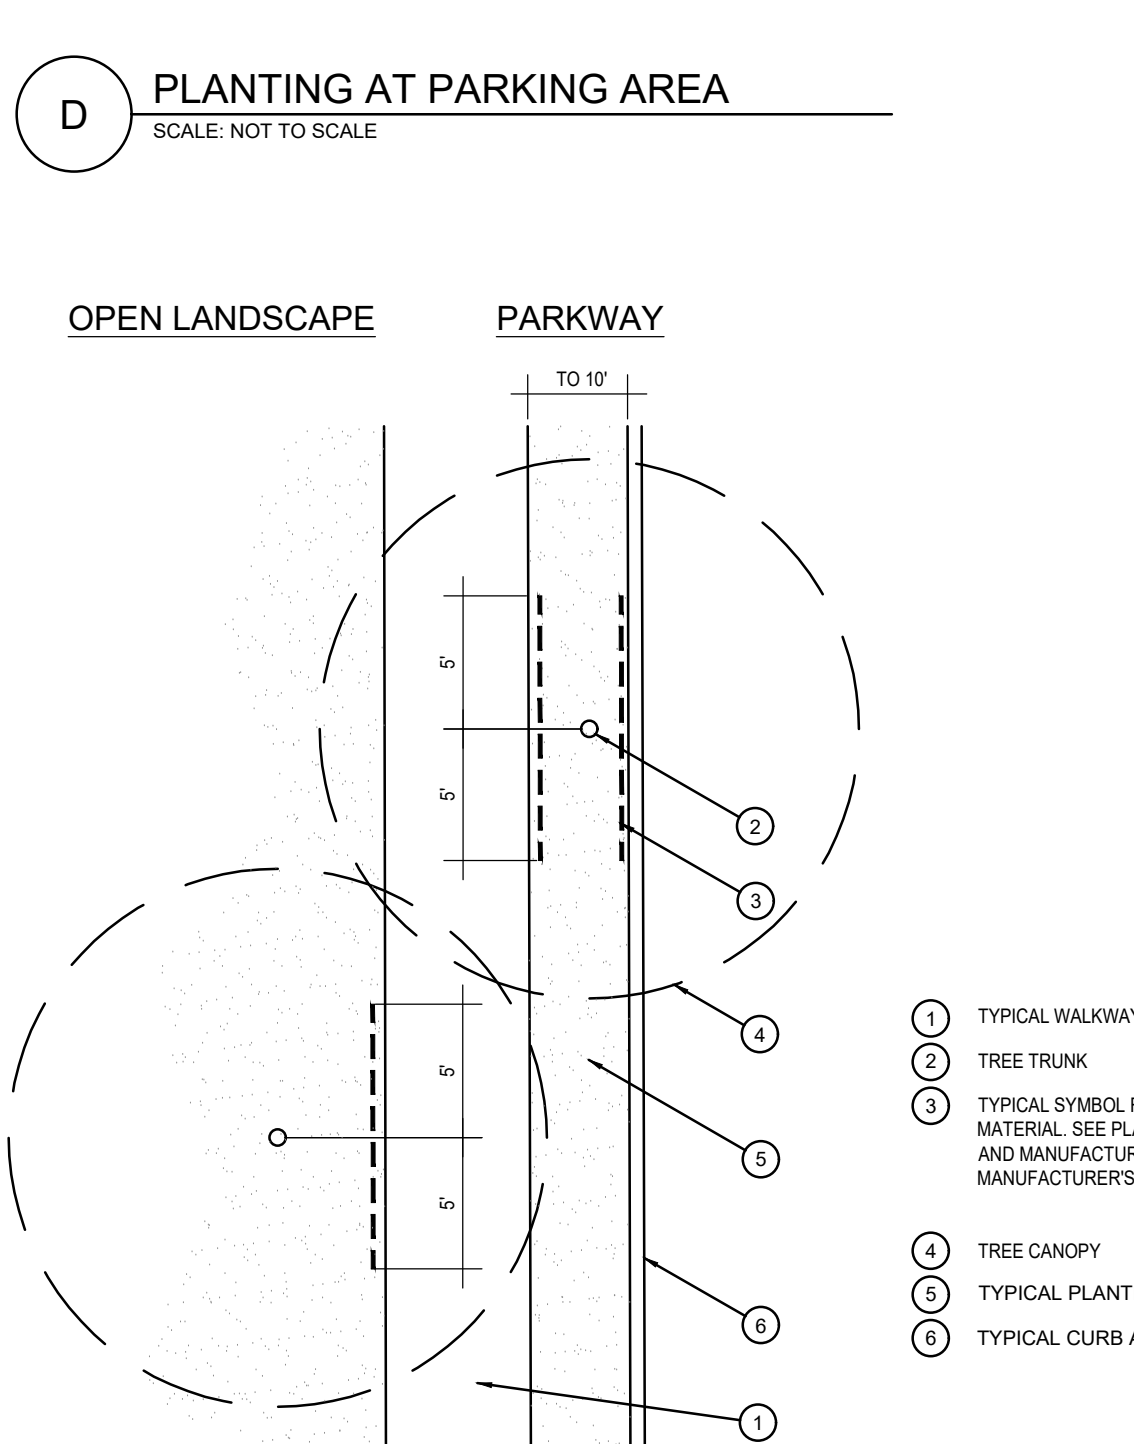 D
PLANTING AT PARKING AREA
SCALE: NOT TO SCALE
OPEN LANDSCAPE
PARKWAY
TO 10'
5'
5'
2
3
4
5'
5
5'
6
1
1 TYPICAL WALKWAY
2 TREE TRUNK
3 TYPICAL SYMBOL
MATERIAL. SEE
AND
MANUFACTURER'S
4 TREE CANOPY
5 TYPICAL PLANT
6 TYPICAL CURB